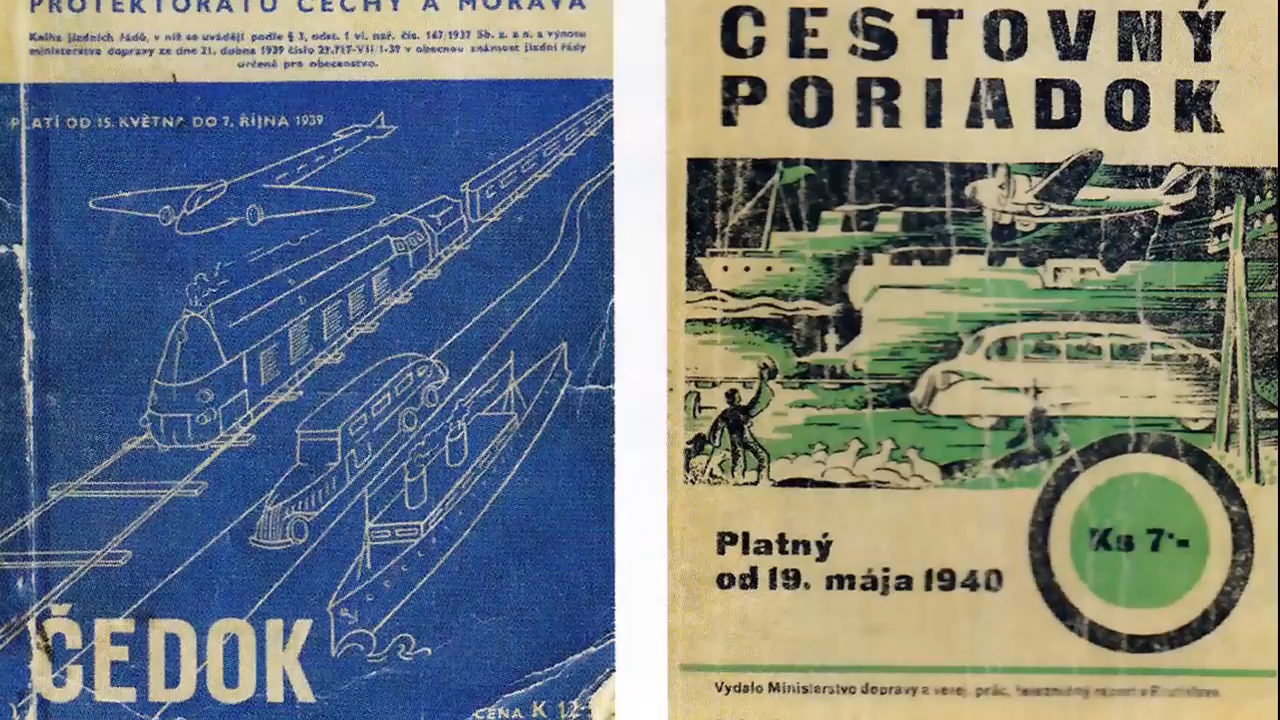 PROTEKTORÁTU ČECHY A MORAVA
Kniha jízdních řádů, v níž se uvádějí podle § 3, odst. 1 vl. nař. čís. 167/1937 Sb. z. a n. a výnosu
ministerstva dopravy ze dne 21. dubna 1939 číslo 29.717-VII/1-39 v obecnou známost jízdní řády
určené pro obecenstvo.
PLATÍ OD 15. KVĚTNA DO 7. ŘÍJNA 1939
ČEDOK
CENA K 12
CESTOVNÝ
PORIADOK
Ks 7·-
Platný
od 19. mája 1940
Vydalo Ministerstvo dopravy a verej. prác,